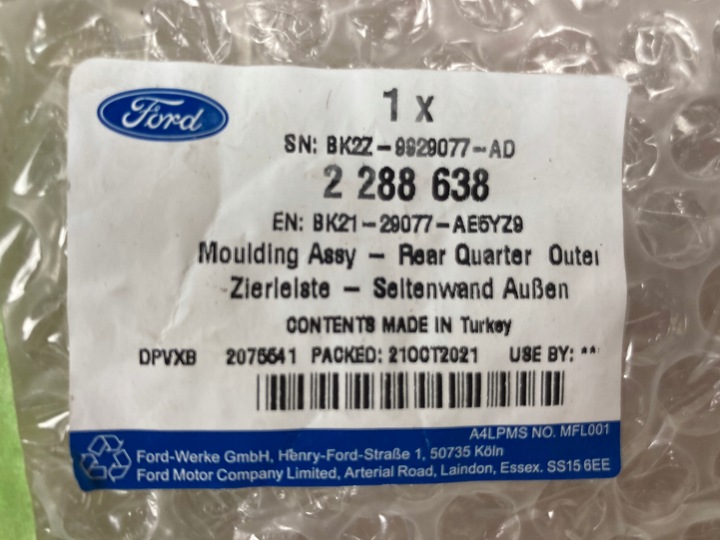 Ford
1 x
SN: BK2Z-9929077-AD
2 288 638
EN: BK21-29077-AE5YZ9
Moulding Assy - Rear Quarter Outer
Zierleiste - Seitenwand Außen
CONTENTS MADE IN Turkey
DPVXB 2075541 PACKED: 21OCT2021 USE BY: **
A4LPMS NO. MFL001
Ford-Werke GmbH, Henry-Ford-Straße 1, 50735 Köln
Ford Motor Company Limited, Arterial Road, Laindon, Essex. SS15 6EE